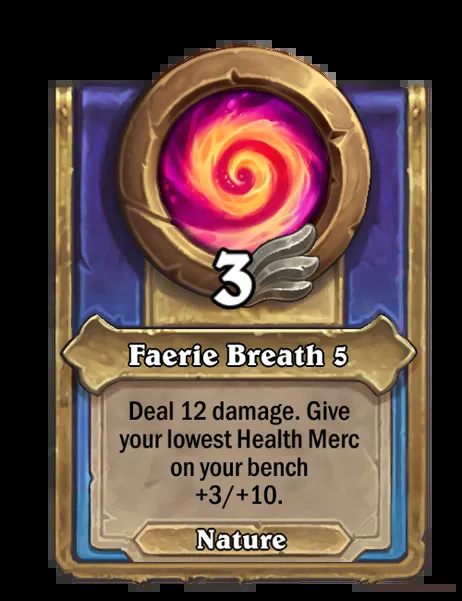 3
Faerie Breath 5
Deal 12 damage. Give
your lowest Health Merc
on your bench
+3/+10.
Nature